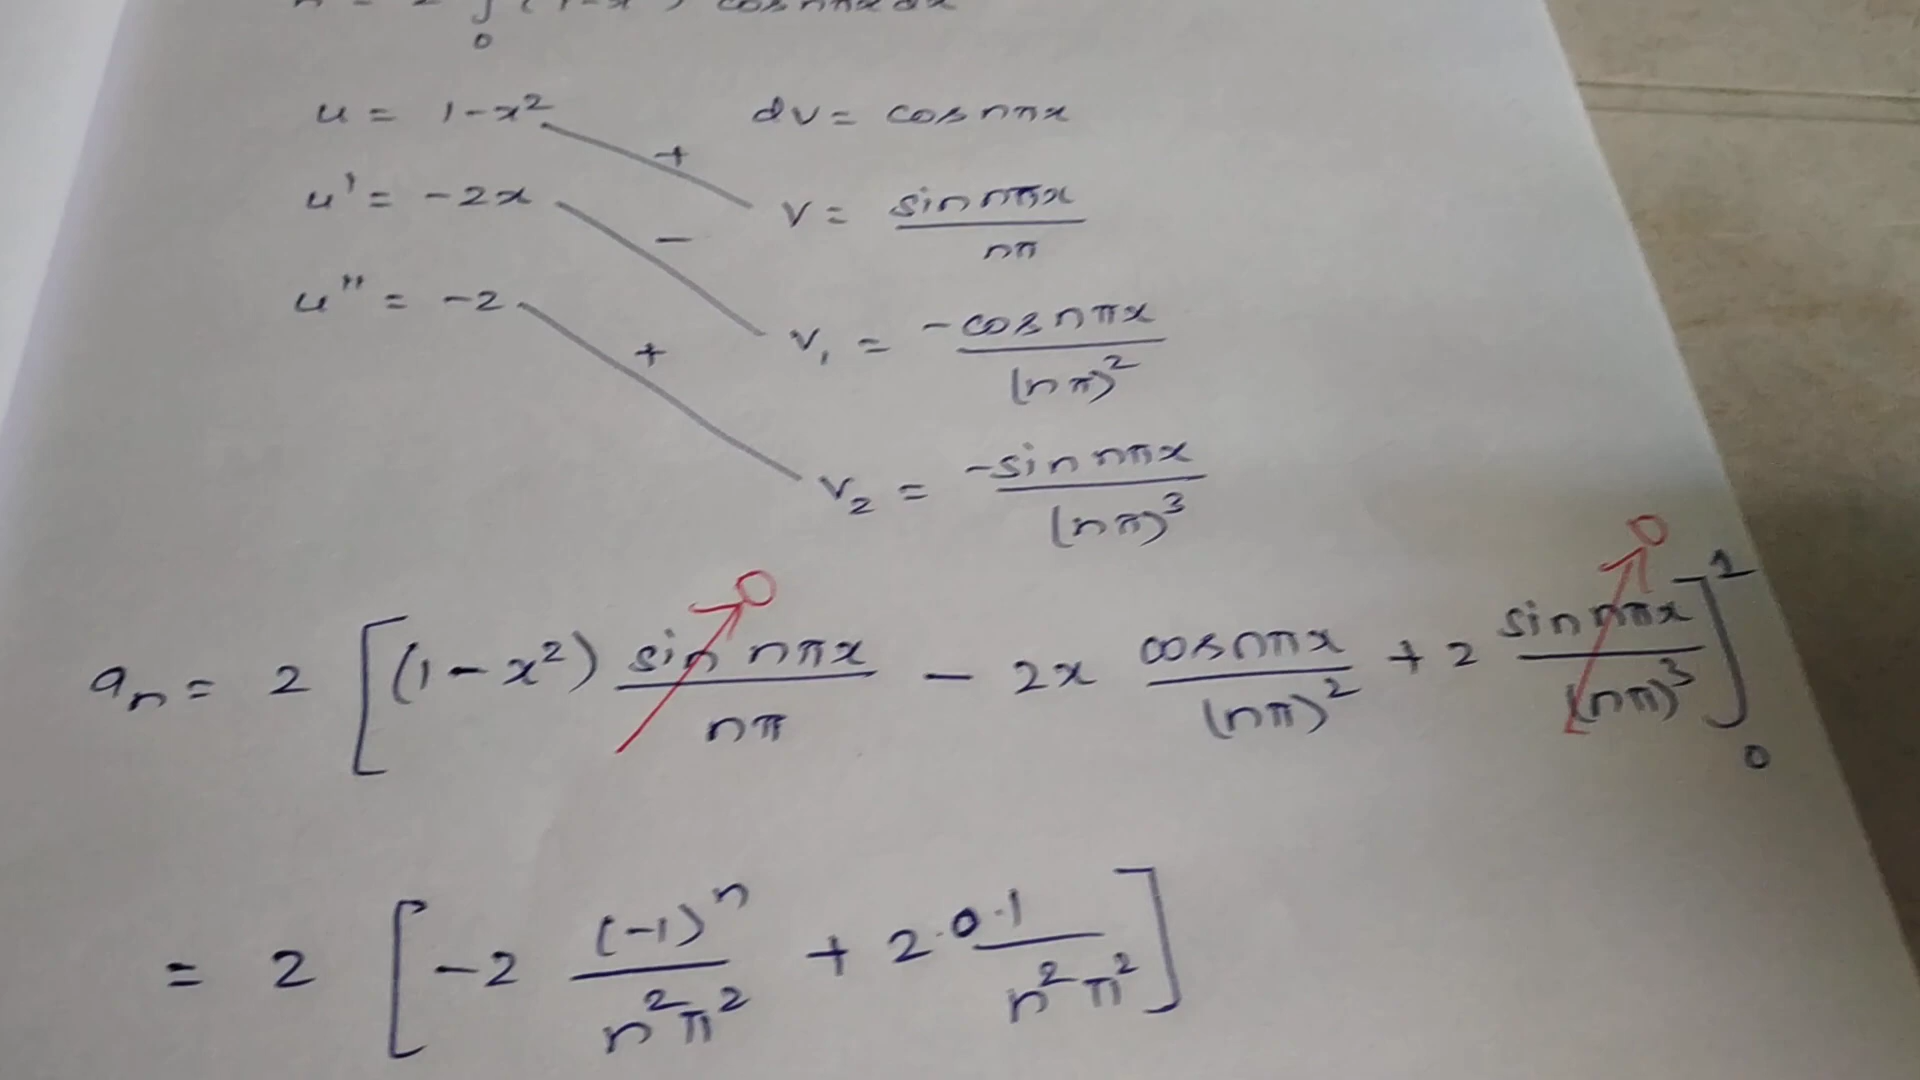 0
u = 1-x² dv = cos nπx
+
u' = -2x v = sin nπx / nπ
-
u'' = -2 v₁ = -cos nπx / (nπ)²
+
v₂ = -sin nπx / (nπ)³
0 0
aₙ = 2 [(1-x²) sin nπx / nπ - 2x cos nπx / (nπ)² + 2 sin nπx / (nπ)³]₀¹
= 2 [-2 (-1)ⁿ / n²π² + 2·0·1 / n²π²]